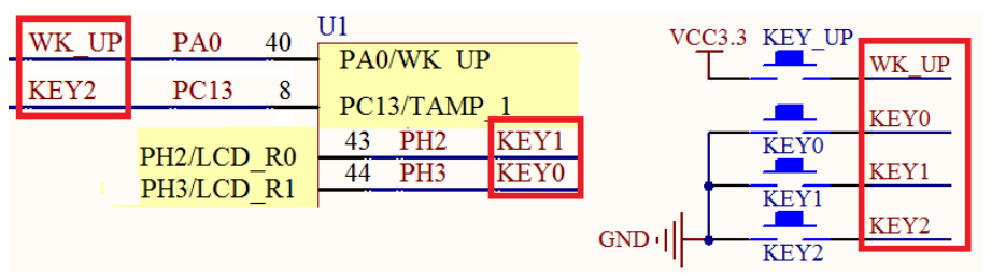 U1
WK_UP PA0 40
PA0/WK_UP
KEY2 PC13 8
PC13/TAMP_1
43 PH2 KEY1
PH2/LCD_R0
44 PH3 KEY0
PH3/LCD_R1
VCC3.3 KEY_UP
WK_UP
KEY0
KEY0
KEY1
KEY1
KEY2
GND
KEY2